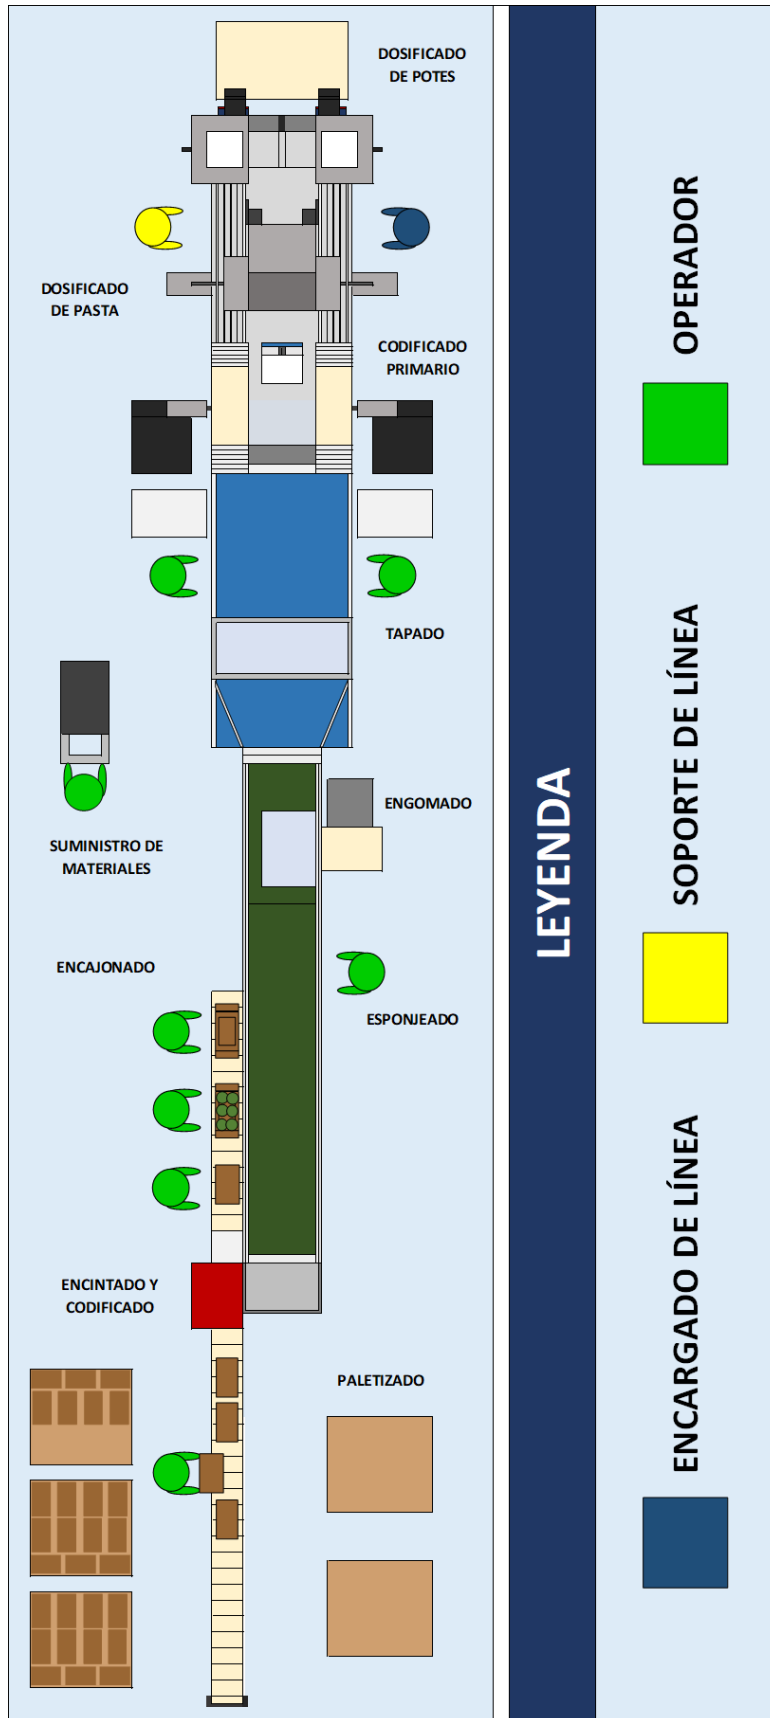 DOSIFICADO
DE POTES
DOSIFICADO
DE PASTA
CODIFICADO
PRIMARIO
TAPADO
ENGOMADO
SUMINISTRO DE
MATERIALES
ENCAJONADO
ESPONJEADO
ENCINTADO Y
CODIFICADO
PALETIZADO
LEYENDA
OPERADOR
SOPORTE DE LÍNEA
ENCARGADO DE LÍNEA